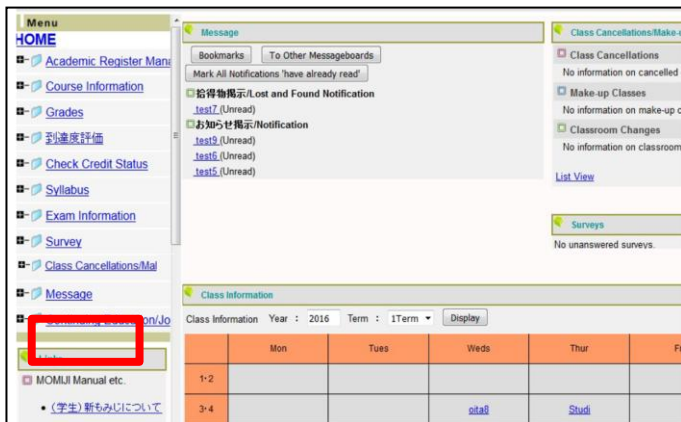 Menu
HOME
Academic Register Mana
Course Information
Grades
到達度評価
Check Credit Status
Syllabus
Exam Information
Survey
Class Cancellations/Mal
Message
on/Jo
MOMIJI Manual etc.
(学生)新もみじについて
Message
Bookmarks To Other Messageboards
Mark All Notifications 'have already read'
拾得物掲示/Lost and Found Notification
test7 (Unread)
お知らせ掲示/Notification
test9 (Unread)
test6 (Unread)
test5 (Unread)
Class Cancellations/Make-
Class Cancellations
No information on cancelled
Make-up Classes
No information on make-up c
Classroom Changes
No information on classroom
List View
Surveys
No unanswered surveys.
Class Information
Class Information Year : 2016 Term : 1Term Display
Mon Tues Weds Thur F
1・2
3・4 Studi